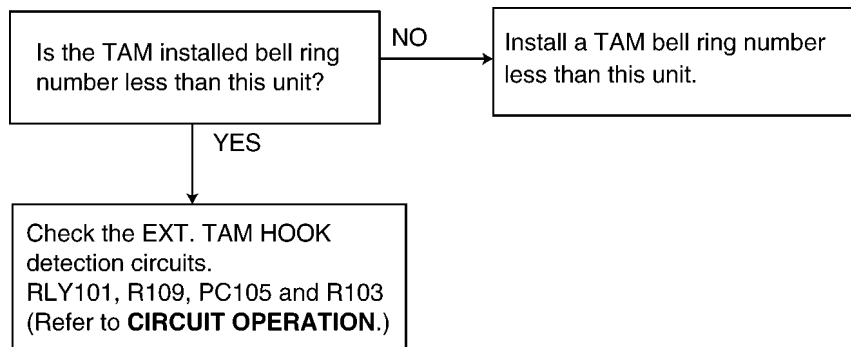 Is the TAM installed bell ring
number less than this unit?
NO
Install a TAM bell ring number
less than this unit.
YES
Check the EXT. TAM HOOK
detection circuits.
RLY101, R109, PC105 and R103
(Refer to CIRCUIT OPERATION.)